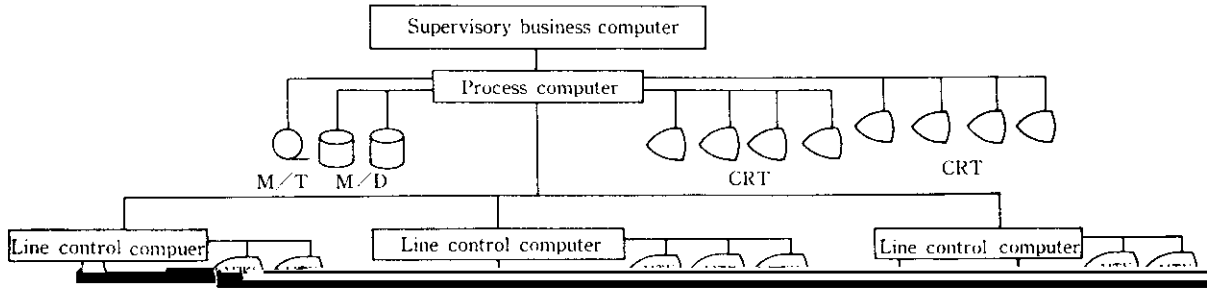 Supervisory business computer
Process computer
M/T
M/D
CRT
CRT
Line control compuer
Line control computer
Line control computer